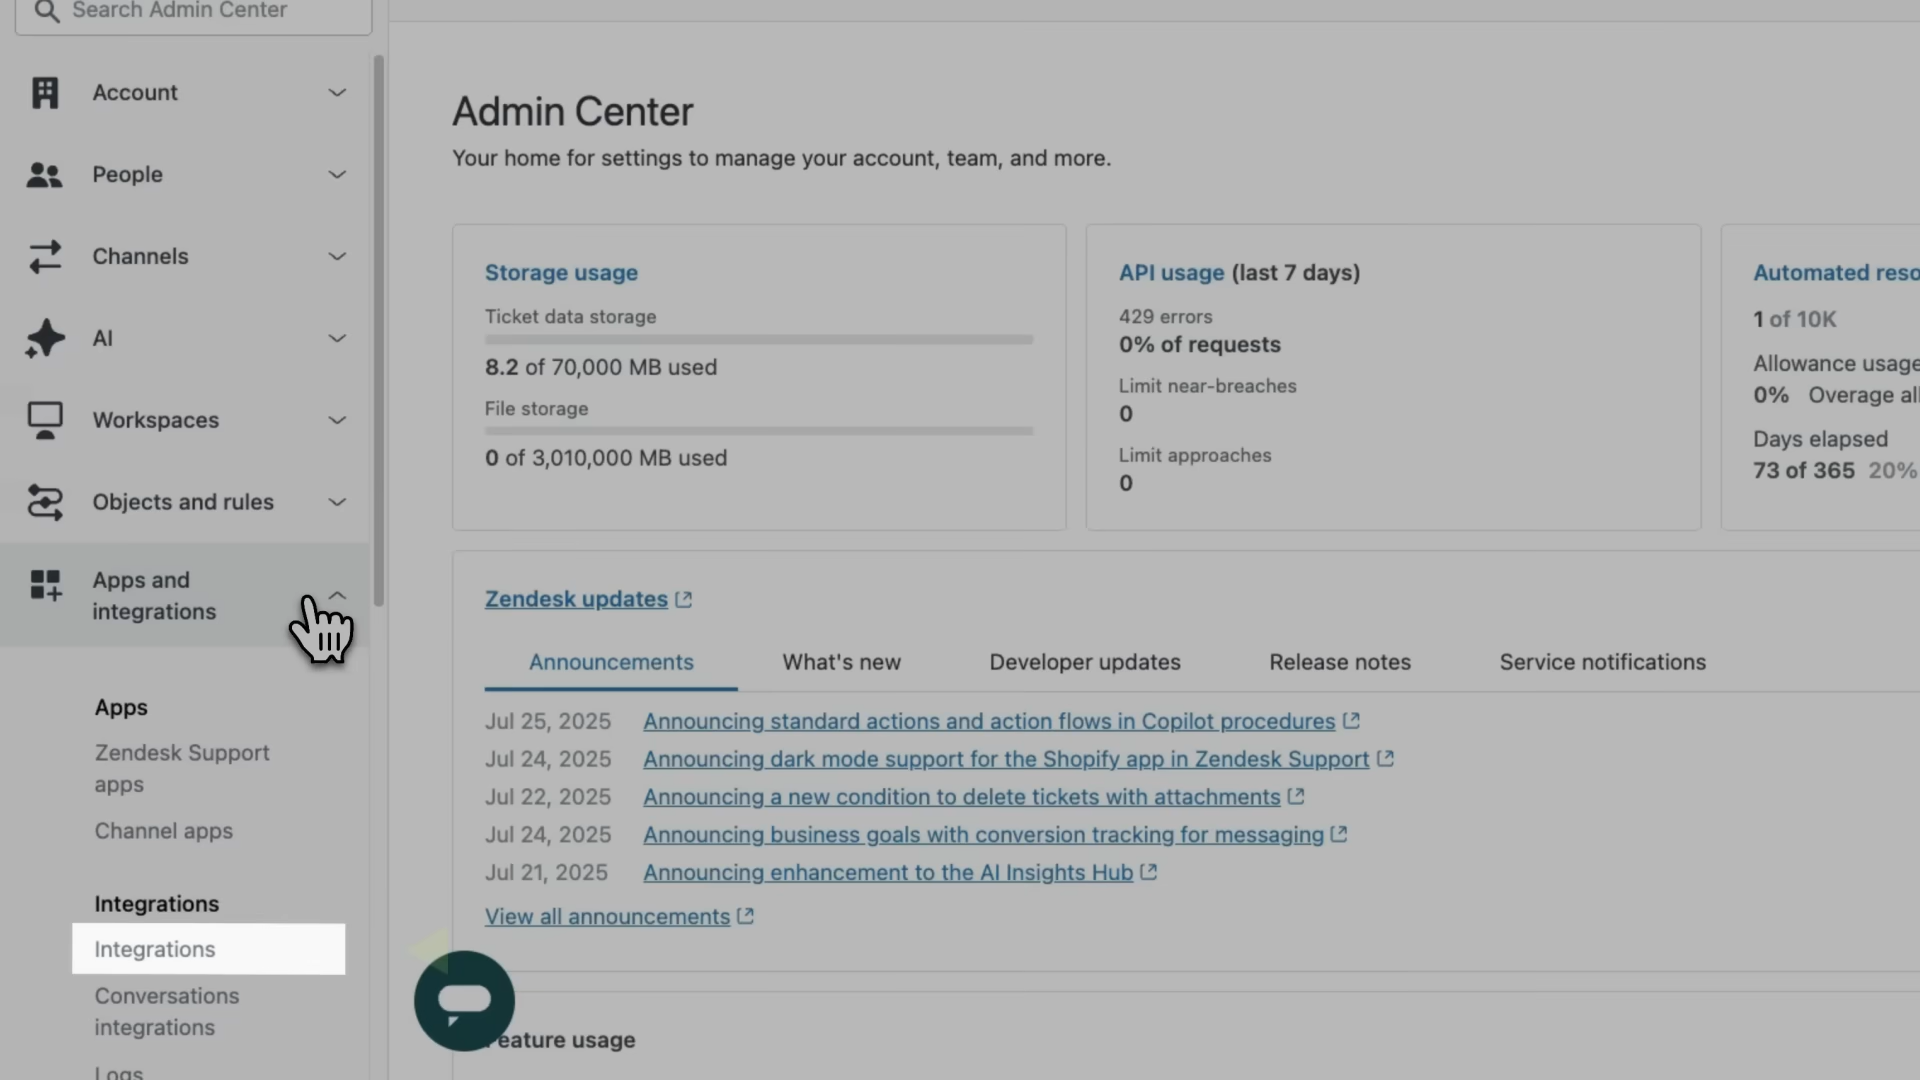 Search Admin Center
Account
People
Channels
AI
Workspaces
Objects and rules
Apps and
integrations
Apps
Zendesk Support
apps
Channel apps
Integrations
Integrations
Conversations
integrations
Logs
Admin Center
Your home for settings to manage your account, team, and more.
Storage usage
Ticket data storage
8.2 of 70,000 MB used
File storage
0 of 3,010,000 MB used
API usage (last 7 days)
429 errors
0% of requests
Limit near-breaches
0
Limit approaches
0
Automated reso
1 of 10K
Allowance usage
0% Overage all
Days elapsed
73 of 365 20%
Zendesk updates
Announcements What's new Developer updates Release notes Service notifications
Jul 25, 2025 Announcing standard actions and action flows in Copilot procedures
Jul 24, 2025 Announcing dark mode support for the Shopify app in Zendesk Support
Jul 22, 2025 Announcing a new condition to delete tickets with attachments
Jul 24, 2025 Announcing business goals with conversion tracking for messaging
Jul 21, 2025 Announcing enhancement to the AI Insights Hub
View all announcements
eature usage